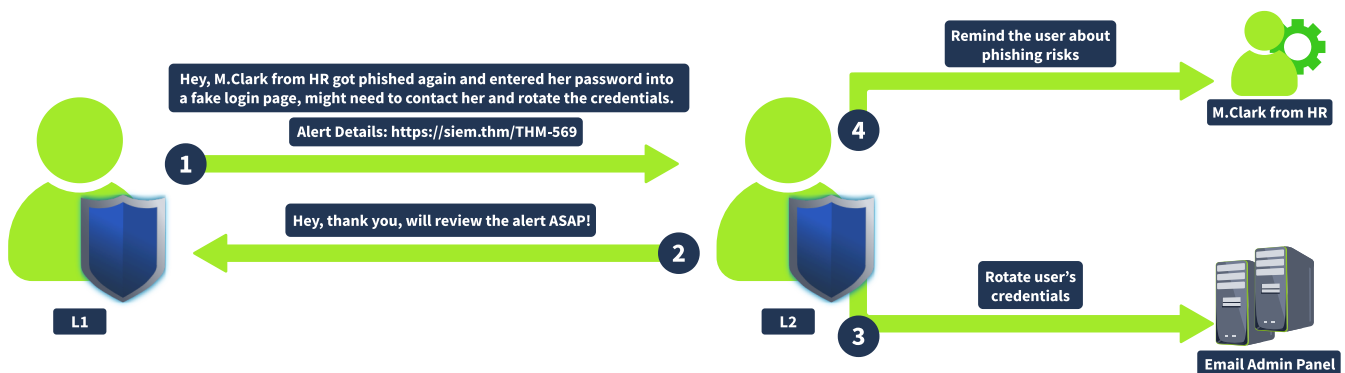 Hey, M.Clark from HR got phished again and entered her password into
a fake login page, might need to contact her and rotate the credentials.
Alert Details: https://siem.thm/THM-569
1
Hey, thank you, will review the alert ASAP!
2
L1
L2
Remind the user about
phishing risks
4
M.Clark from HR
Rotate user's
credentials
3
Email Admin Panel